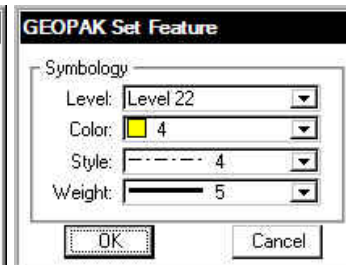 GEOPAK Set Feature
Symbology
Level: Level 22
Color: 4
Style: 4
Weight: 5
OK Cancel